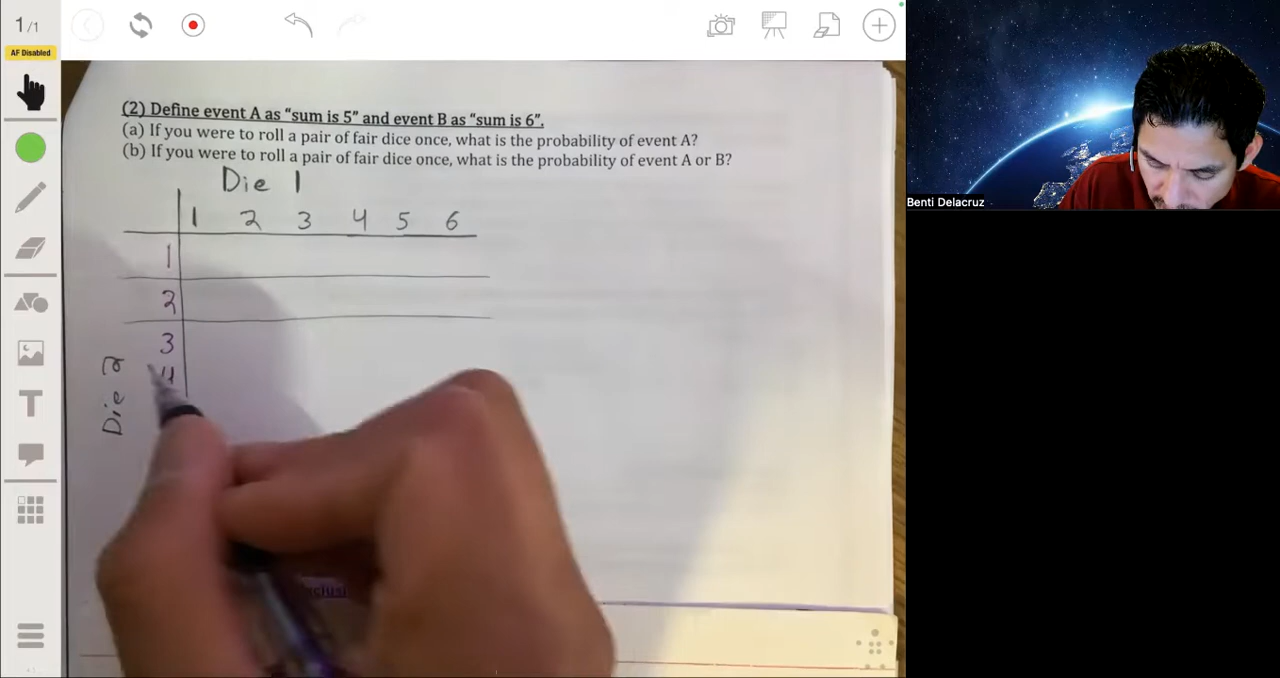 1/1
AF Disabled
(2) Define event A as “sum is 5” and event B as “sum is 6”.
(a) If you were to roll a pair of fair dice once, what is the probability of event A?
(b) If you were to roll a pair of fair dice once, what is the probability of event A or B?
Die 1
1 2 3 4 5 6
1
2
3
4
Die 2
T
Benti Delacruz